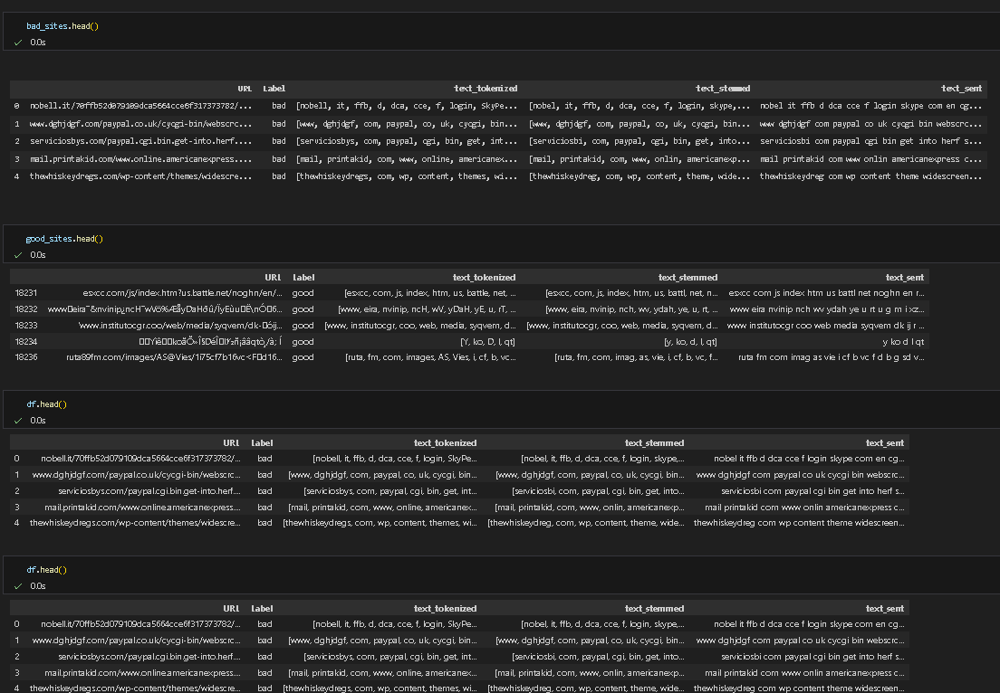 bad_sites.head()
✓ 0.0s
URL Label text_tokenized text_stemmed text_sent
0 nobell.it/70ffb52d079109dca5664cce6f317373782/... bad [nobell, it, ffb, d, dca, cce, f, login, SkyPe... [nobel, it, ffb, d, dca, cce, f, login, skype,... nobel it ffb d dca cce f login skype com en cg...
1 www.dghjdgf.com/paypal.co.uk/cycgi-bin/webscrc... bad [www, dghjdgf, com, paypal, co, uk, cycgi, bin... [www, dghjdgf, com, paypal, co, uk, cycgi, bin... www dghjdgf com paypal co uk cycgi bin webscrc...
2 serviciosbys.com/paypal.cgi.bin.get-into.herf.... bad [serviciosbys, com, paypal, cgi, bin, get, int... [serviciosbi, com, paypal, cgi, bin, get, into... serviciosbi com paypal cgi bin get into herf s...
3 mail.printakid.com/www.online.americanexpress.... bad [mail, printakid, com, www, online, americanex... [mail, printakid, com, www, onlin, americanexp... mail printakid com www onlin americanexpress c...
4 thewhiskeydregs.com/wp-content/themes/widescre... bad [thewhiskeydregs, com, wp, content, themes, wi... [thewhiskeydreg, com, wp, content, theme, wide... thewhiskeydreg com wp content theme widescreen...
good_sites.head()
✓ 0.0s
URL Label text_tokenized text_stemmed text_sent
18231 esxcc.com/js/index.htm?us.battle.net/noghn/en/... good [esxcc, com, js, index, htm, us, battle, net, ... [esxcc, com, js, index, htm, us, battl, net, n... esxcc com js index htm us battl net noghn en r...
18232 good [www, eira, nvinip, ncH, wV, yDaH, yE, u, rT, ... [www, eira, nvinip, nch, wv, ydah, ye, u, rt, ... www eira nvinip nch wv ydah ye u rt u g m i xz...
18233 good [www, institutocgr, coo, web, media, syqvem, d... [www, institutocgr, coo, web, media, syqvem, d... www institutocgr coo web media syqvem dk ij r ...
18234 good [Y, ko, D, l, qt] [y, ko, d, l, qt] y ko d l qt
18236 good [ruta, fm, com, images, AS, Vies, i, cf, b, vc... [ruta, fm, com, imag, as, vie, i, cf, b, vc, f... ruta fm com imag as vie i cf b vc f d b g sd v...
df.head()
✓ 0.0s
URL Label text_tokenized text_stemmed text_sent
0 nobell.it/70ffb52d079109dca5664cce6f317373782/... bad [nobell, it, ffb, d, dca, cce, f, login, SkyPe... [nobel, it, ffb, d, dca, cce, f, login, skype,... nobel it ffb d dca cce f login skype com en cg...
1 www.dghjdgf.com/paypal.co.uk/cycgi-bin/webscrc... bad [www, dghjdgf, com, paypal, co, uk, cycgi, bin... [www, dghjdgf, com, paypal, co, uk, cycgi, bin... www dghjdgf com paypal co uk cycgi bin webscrc...
2 serviciosbys.com/paypal.cgi.bin.get-into.herf.... bad [serviciosbys, com, paypal, cgi, bin, get, int... [serviciosbi, com, paypal, cgi, bin, get, into... serviciosbi com paypal cgi bin get into herf s...
3 mail.printakid.com/www.online.americanexpress.... bad [mail, printakid, com, www, online, americanex... [mail, printakid, com, www, onlin, americanexp... mail printakid com www onlin americanexpress c...
4 thewhiskeydregs.com/wp-content/themes/widescre... bad [thewhiskeydregs, com, wp, content, themes, wi... [thewhiskeydreg, com, wp, content, theme, wide... thewhiskeydreg com wp content theme widescreen...
df.head()
✓ 0.0s
URL Label text_tokenized text_stemmed text_sent
0 nobell.it/70ffb52d079109dca5664cce6f317373782/... bad [nobell, it, ffb, d, dca, cce, f, login, SkyPe... [nobel, it, ffb, d, dca, cce, f, login, skype,... nobel it ffb d dca cce f login skype com en cg...
1 www.dghjdgf.com/paypal.co.uk/cycgi-bin/webscrc... bad [www, dghjdgf, com, paypal, co, uk, cycgi, bin... [www, dghjdgf, com, paypal, co, uk, cycgi, bin... www dghjdgf com paypal co uk cycgi bin webscrc...
2 serviciosbys.com/paypal.cgi.bin.get-into.herf.... bad [serviciosbys, com, paypal, cgi, bin, get, int... [serviciosbi, com, paypal, cgi, bin, get, into... serviciosbi com paypal cgi bin get into herf s...
3 mail.printakid.com/www.online.americanexpress.... bad [mail, printakid, com, www, online, americanex... [mail, printakid, com, www, onlin, americanexp... mail printakid com www onlin americanexpress c...
4 thewhiskeydregs.com/wp-content/themes/widescre... bad [thewhiskeydregs, com, wp, content, themes, wi... [thewhiskeydreg, com, wp, content, theme, wide... thewhiskeydreg com wp content theme widescreen...